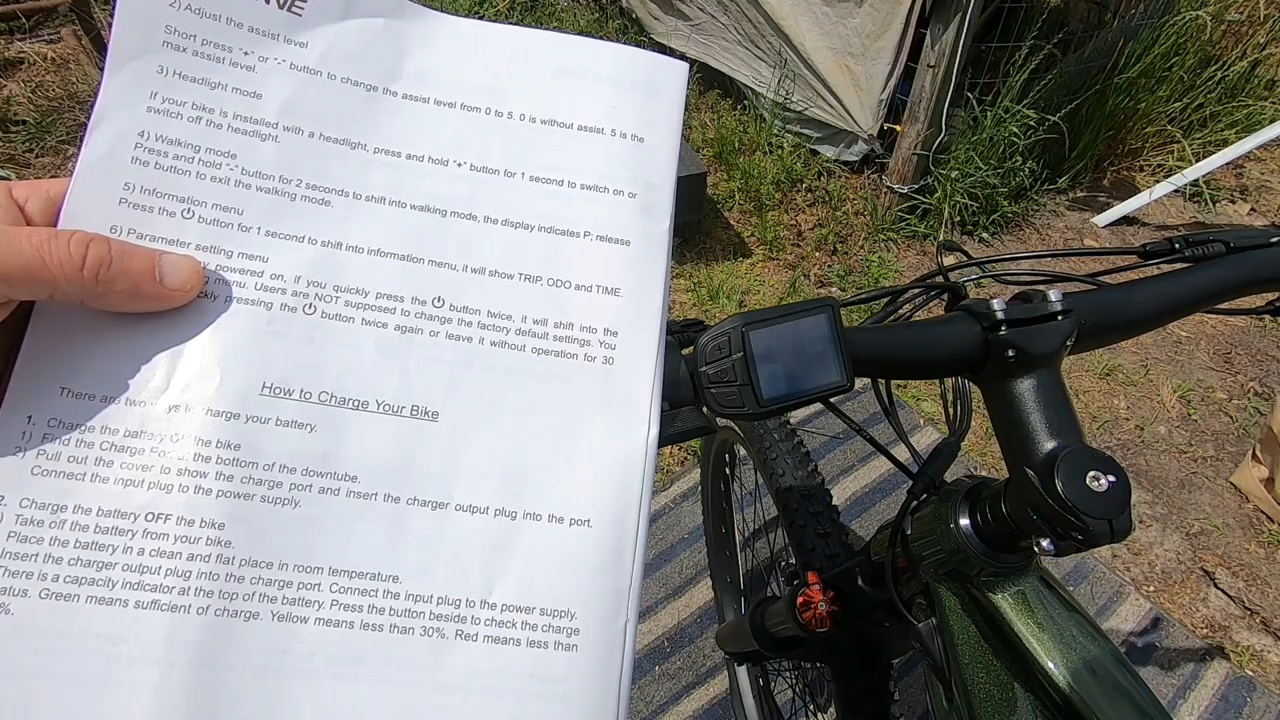 2) Adjust the assist level
Short press "+" or "-" button to change the assist level from 0 to 5. 0 is without assist. 5 is the
max assist level.
3) Headlight mode
If your bike is installed with a headlight, press and hold "+" button for 1 second to switch on or
switch off the headlight.
4) Walking mode
Press and hold "-" button for 2 seconds to shift into walking mode, the display indicates P; release
the button to exit the walking mode.
5) Information menu
Press the button for 1 second to shift into information menu, it will show TRIP, ODO and TIME.
6) Parameter setting menu
powered on, if you quickly press the button twice, it will shift into the
menu. Users are NOT supposed to change the factory default settings. You
pressing the button twice again or leave it without operation for 30
How to Charge Your Bike
There are two charge your battery.
1. Charge the battery the bike
1) Find the Charge the bottom of the downtube.
2) Pull out the cover to show the charge port and insert the charger output plug into the port.
Connect the input plug to the power supply.
2. Charge the battery OFF the bike
) Take off the battery from your bike.
Place the battery in a clean and flat place in room temperature.
Insert the charger output plug into the charge port. Connect the input plug to the power supply.
There is a capacity indicator at the top of the battery. Press the button beside to check the charge
atus. Green means sufficient of charge. Yellow means less than 30%. Red means less than
%.